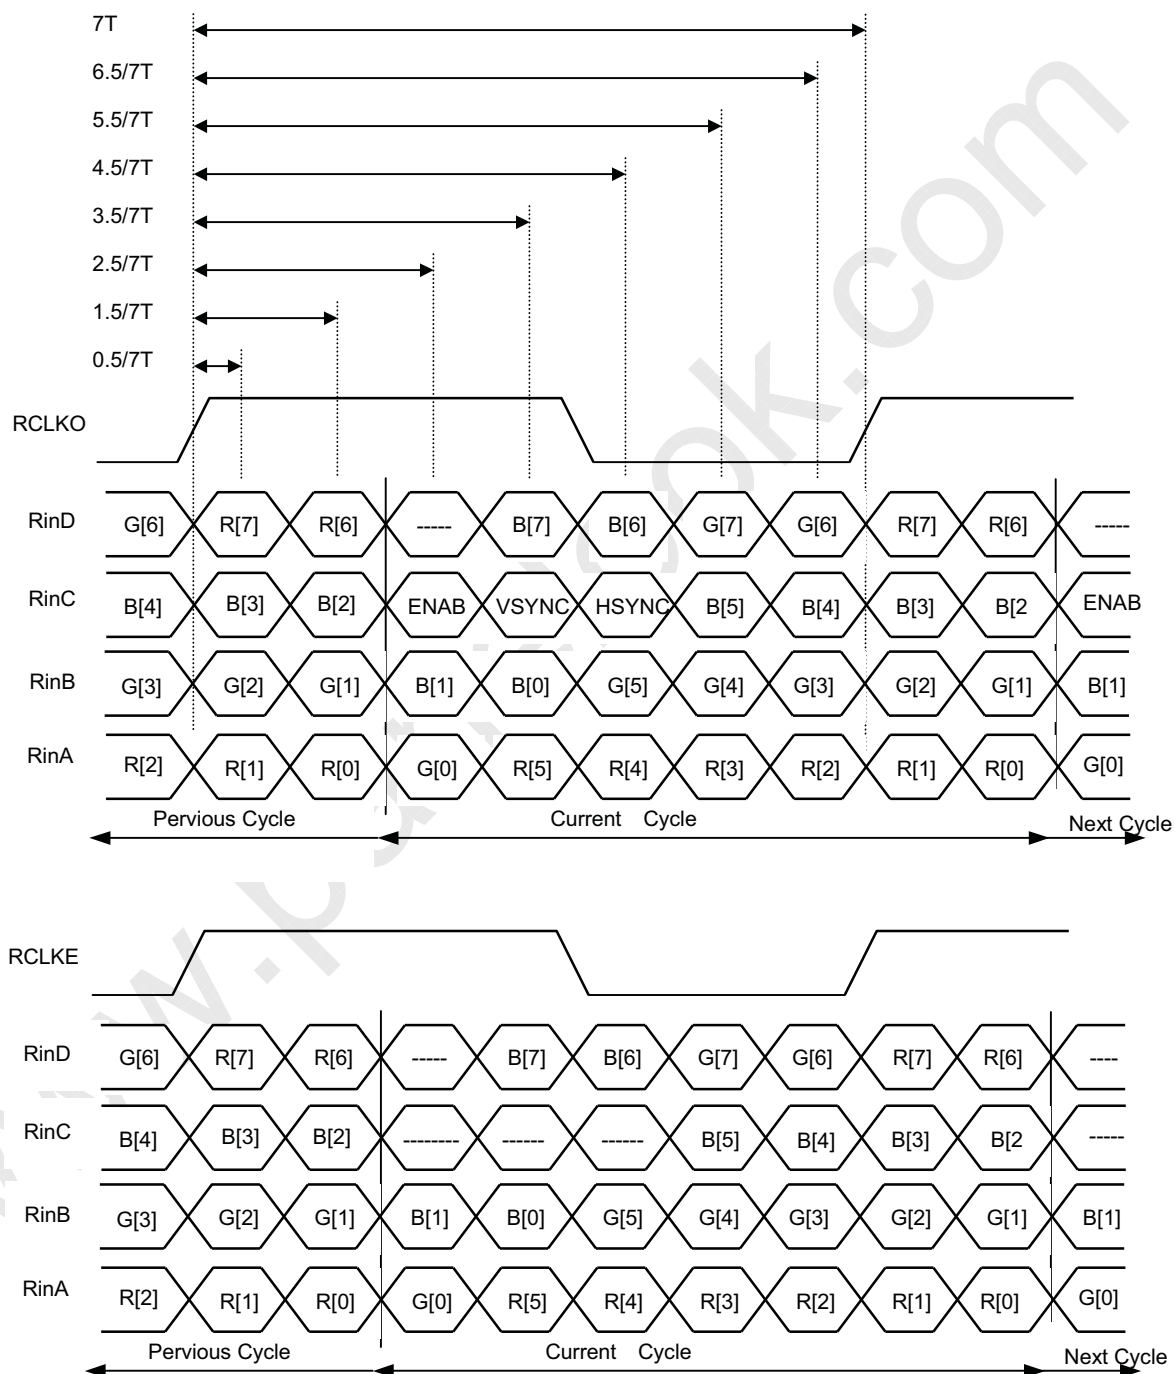 7T
6.5/7T
5.5/7T
4.5/7T
3.5/7T
2.5/7T
1.5/7T
0.5/7T
RCLKO
RinD G[6] R[7] R[6] ----- B[7] B[6] G[7] G[6] R[7] R[6] -----
RinC B[4] B[3] B[2] ENAB VSYNC HSYNC B[5] B[4] B[3] B[2 ENAB
RinB G[3] G[2] G[1] B[1] B[0] G[5] G[4] G[3] G[2] G[1] B[1]
RinA R[2] R[1] R[0] G[0] R[5] R[4] R[3] R[2] R[1] R[0] G[0]
Pervious Cycle Current Cycle Next Cycle
RCLKE
RinD G[6] R[7] R[6] ----- B[7] B[6] G[7] G[6] R[7] R[6] ----
RinC B[4] B[3] B[2] -------- ------ ------ B[5] B[4] B[3] B[2 -----
RinB G[3] G[2] G[1] B[1] B[0] G[5] G[4] G[3] G[2] G[1] B[1]
RinA R[2] R[1] R[0] G[0] R[5] R[4] R[3] R[2] R[1] R[0] G[0]
Pervious Cycle Current Cycle Next Cycle